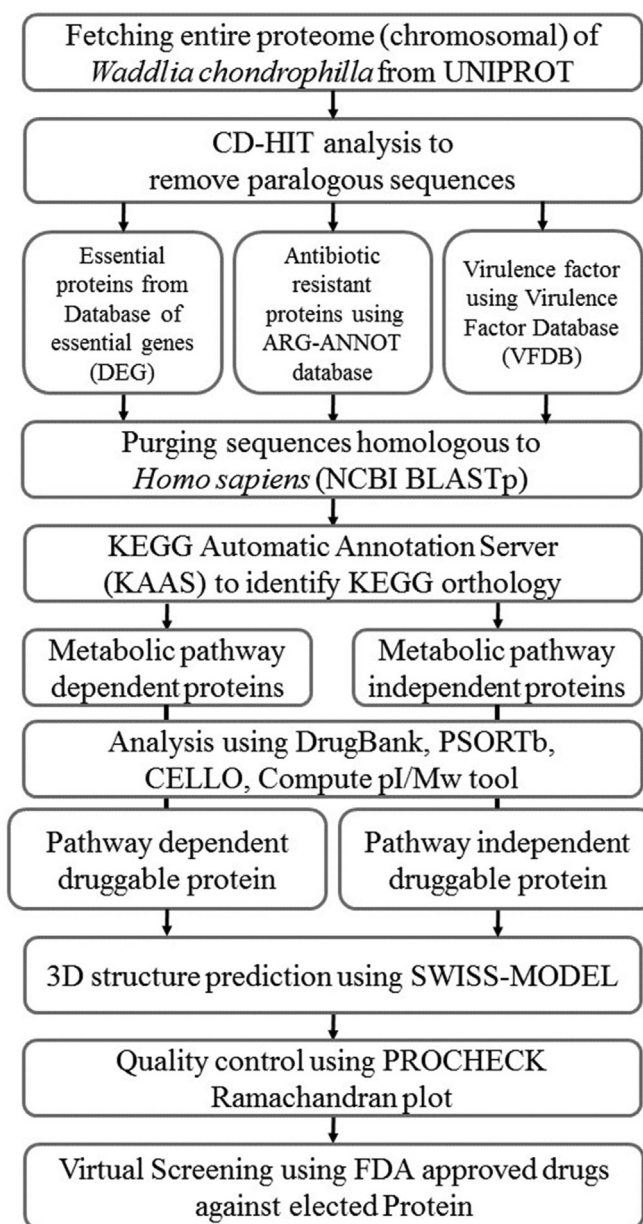 Fetching entire proteome (chromosomal) of
Waddlia chondrophilla from UNIPROT
CD-HIT analysis to
remove paralogous sequences
Essential
proteins from
Database of
essential genes
(DEG)
Antibiotic
resistant
proteins using
ARG-ANNOT
database
Virulence factor
using Virulence
Factor Database
(VFDB)
Purging sequences homologous to
Homo sapiens (NCBI BLASTp)
KEGG Automatic Annotation Server
(KAAS) to identify KEGG orthology
Metabolic pathway
dependent proteins
Metabolic pathway
independent proteins
Analysis using DrugBank, PSORTb,
CELLO, Compute pI/Mw tool
Pathway dependent
druggable protein
Pathway independent
druggable protein
3D structure prediction using SWISS-MODEL
Quality control using PROCHECK
Ramachandran plot
Virtual Screening using FDA approved drugs
against elected Protein